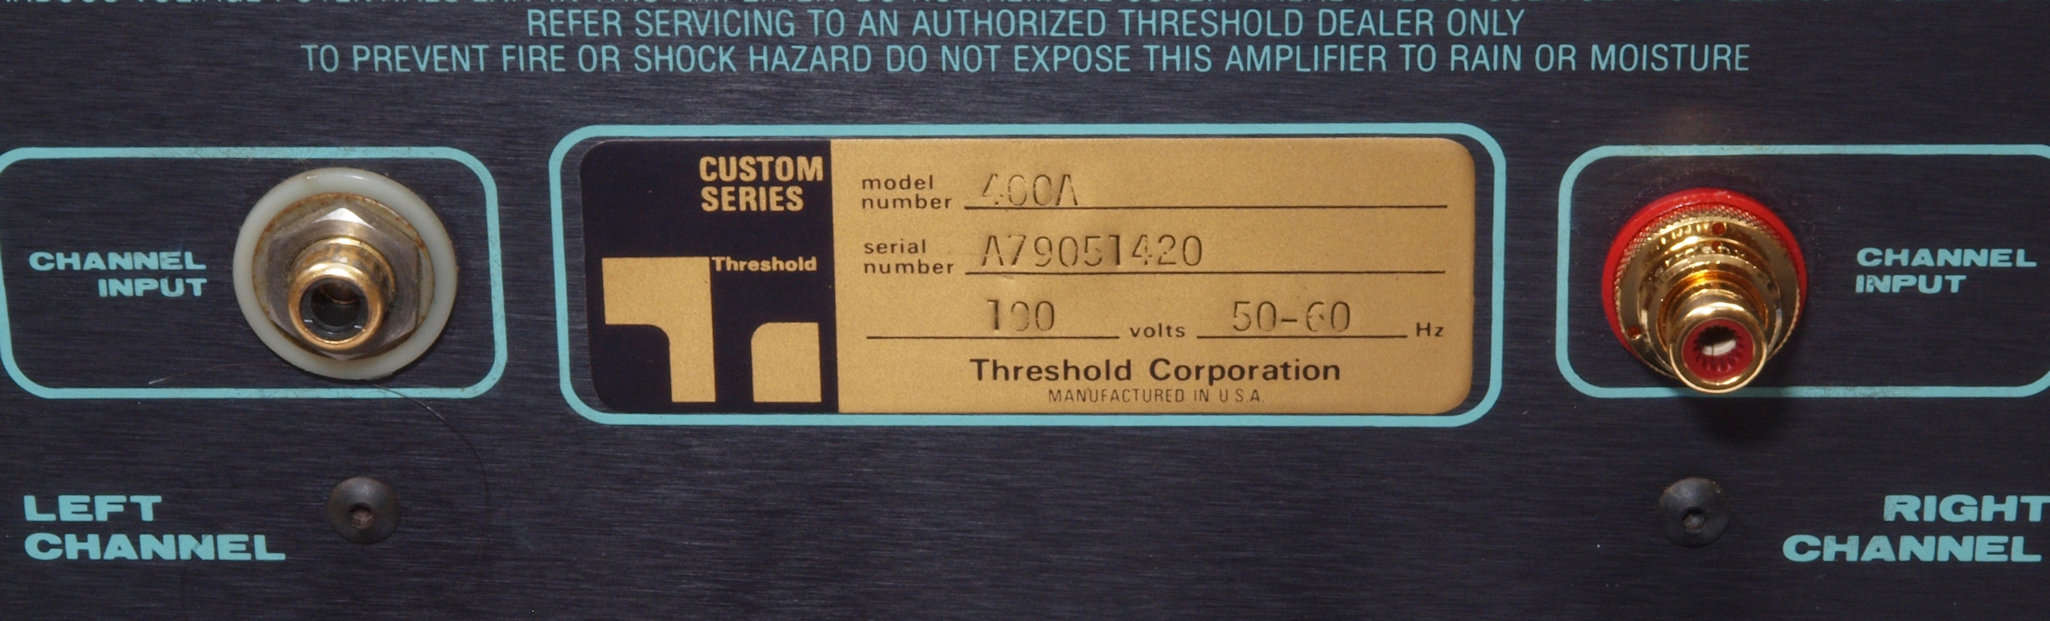 REFER SERVICING TO AN AUTHORIZED THRESHOLD DEALER ONLY
TO PREVENT FIRE OR SHOCK HAZARD DO NOT EXPOSE THIS AMPLIFIER TO RAIN OR MOISTURE
CHANNEL
INPUT
CUSTOM
SERIES
Threshold
model
number 400A
serial
number A79051420
100 volts 50-60 Hz
Threshold Corporation
MANUFACTURED IN U.S.A.
CHANNEL
INPUT
LEFT
CHANNEL
RIGHT
CHANNEL